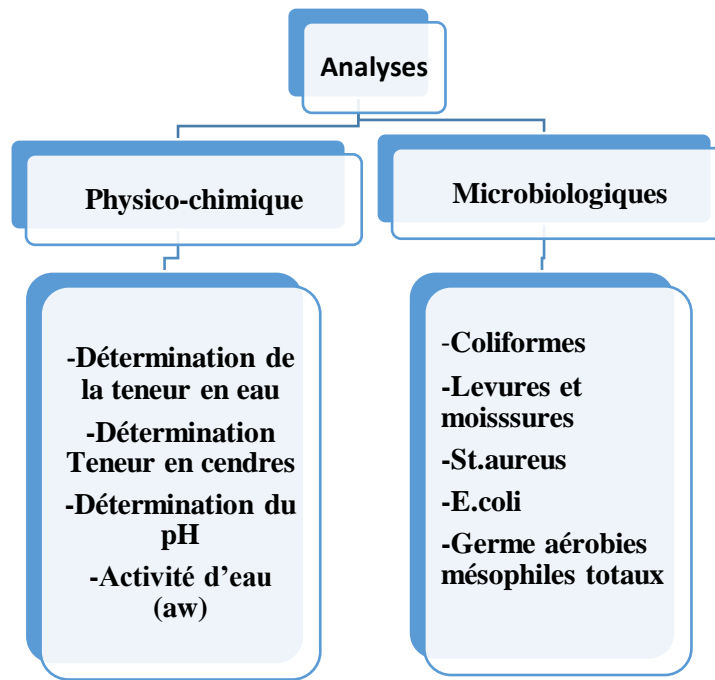 Analyses
Physico-chimique
-Détermination de
la teneur en eau
-Détermination
Teneur en cendres
-Détermination du
pH
-Activité d’eau
(aw)
Microbiologiques
-Coliformes
-Levures et
moisssures
-St.aureus
-E.coli
-Germe aérobies
mésophiles totaux